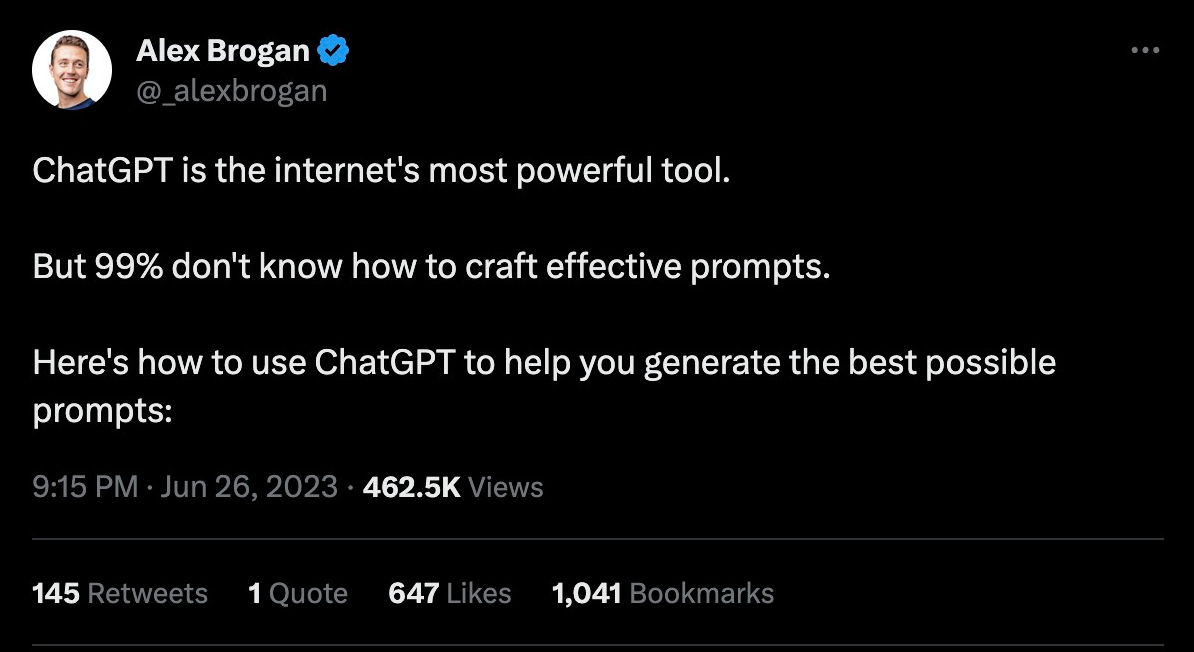 Alex Brogan
@_alexbrogan
ChatGPT is the internet's most powerful tool.
But 99% don't know how to craft effective prompts.
Here's how to use ChatGPT to help you generate the best possible
prompts:
9:15 PM · Jun 26, 2023 · 462.5K Views
145 Retweets 1 Quote 647 Likes 1,041 Bookmarks